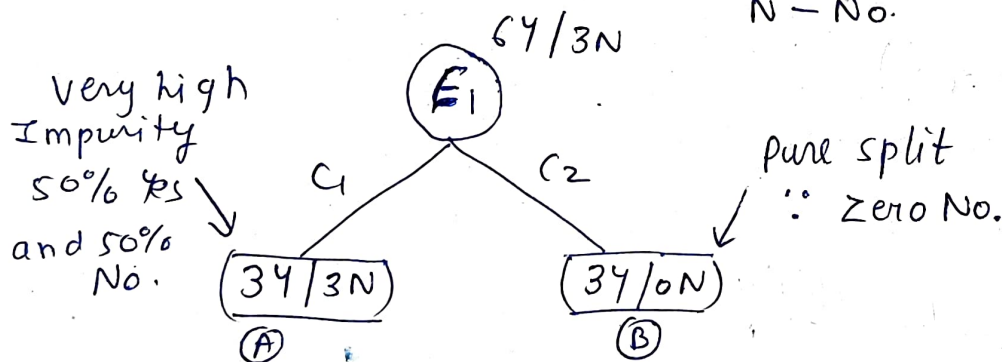 N - No.
6Y/3N
E1
Very high
Impurity
50% Yes
and 50%
No.
C1
C2
Pure split
∵ Zero No.
3Y/3N
3Y/0N
A
B